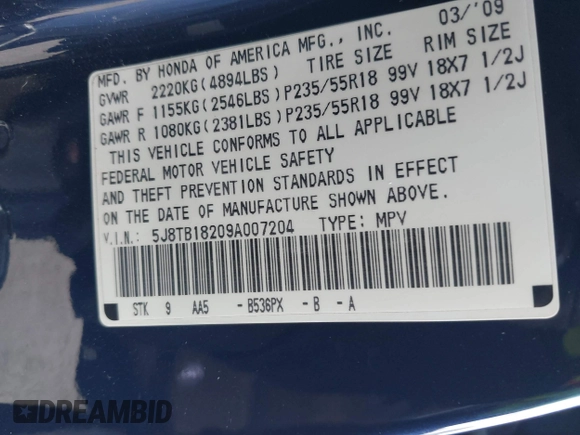 MFD. BY HONDA OF AMERICA MFG., INC. 03/'09
GVWR 2220KG(4894LBS) TIRE SIZE RIM SIZE
GAWR F 1155KG(2546LBS)P235/55R18 99V 18X7 1/2J
GAWR R 1080KG(2381LBS)P235/55R18 99V 18X7 1/2J
THIS VEHICLE CONFORMS TO ALL APPLICABLE
FEDERAL MOTOR VEHICLE SAFETY
AND THEFT PREVENTION STANDARDS IN EFFECT
ON THE DATE OF MANUFACTURE SHOWN ABOVE.
V.I.N.: 5J8TB18209A007204 TYPE: MPV
STK 9 AA5 -B536PX -B -A
DREAMBID